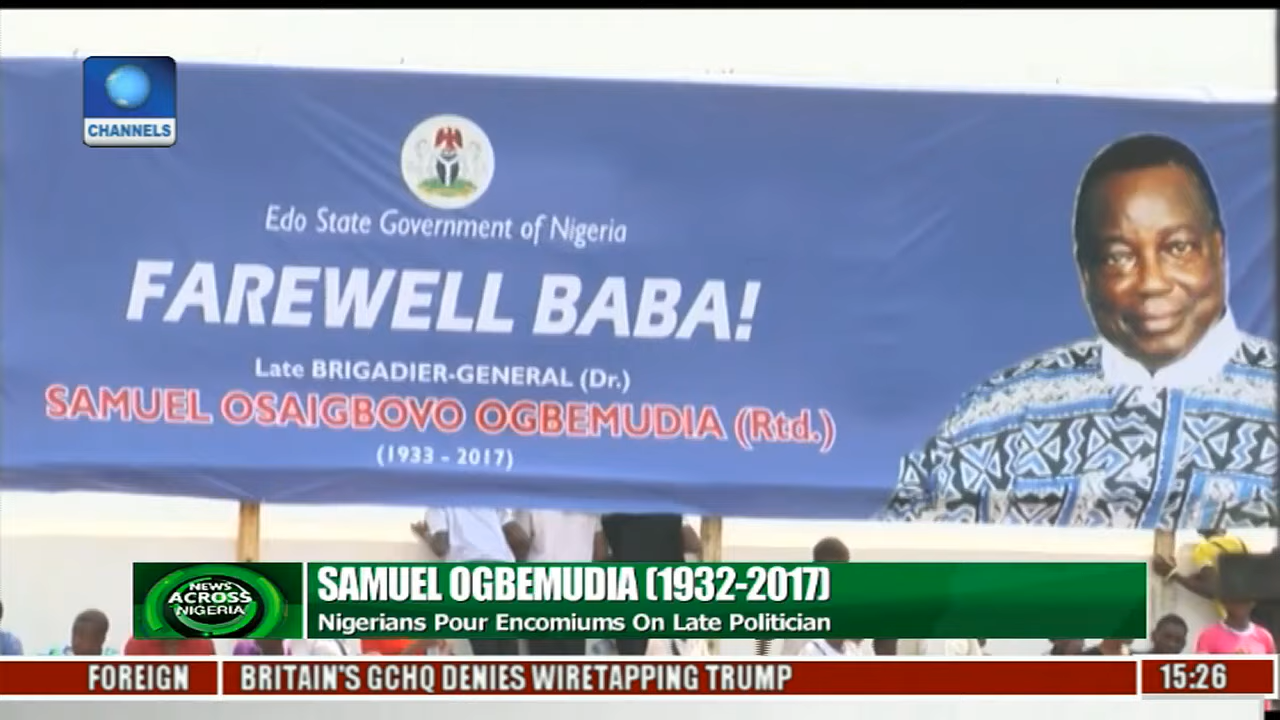 CHANNELS
Edo State Government of Nigeria
FAREWELL BABA!
Late BRIGADIER-GENERAL (Dr.)
SAMUEL OSAIGBOVO OGBEMUDIA (Rtd.)
(1933 - 2017)
NEWS
ACROSS
NIGERIA
SAMUEL OGBEMUDIA (1932-2017)
Nigerians Pour Encomiums On Late Politician
FOREIGN
BRITAIN'S GCHQ DENIES WIRETAPPING TRUMP
15:26